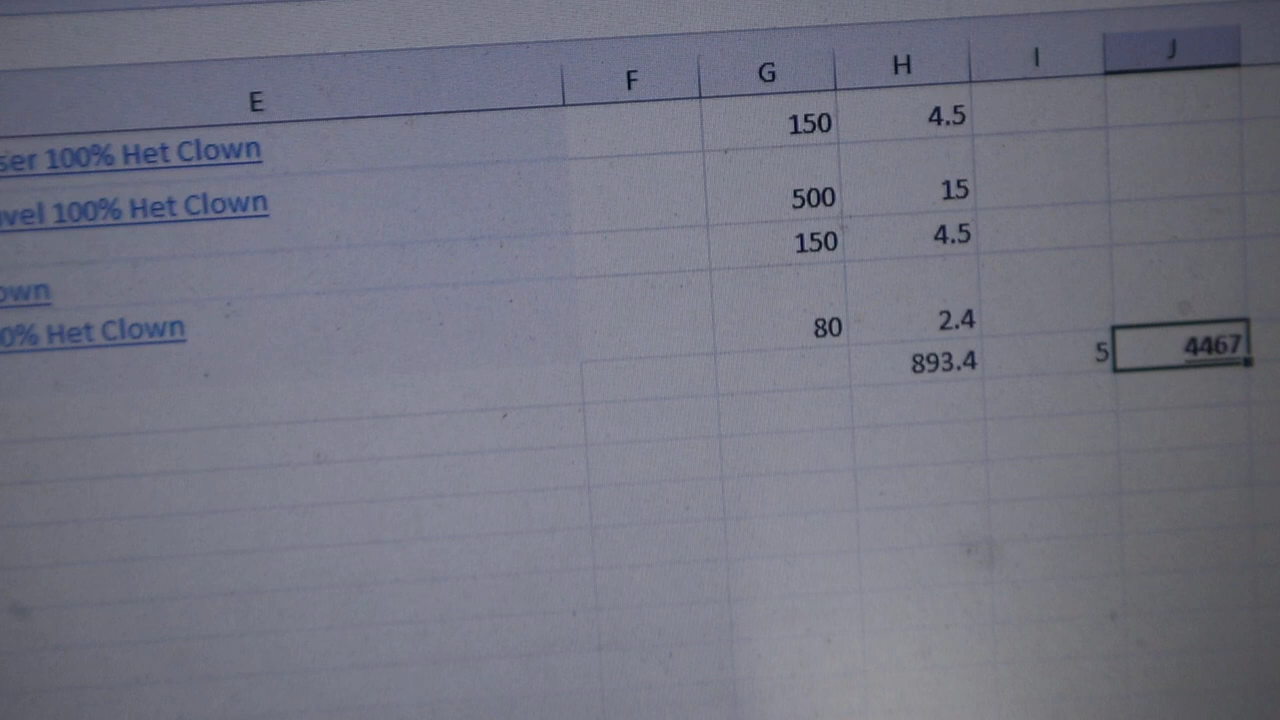 E F G H I J
ser 100% Het Clown 150 4.5
vel 100% Het Clown 500 15
150 4.5
own
0% Het Clown 80 2.4
893.4 5 4467